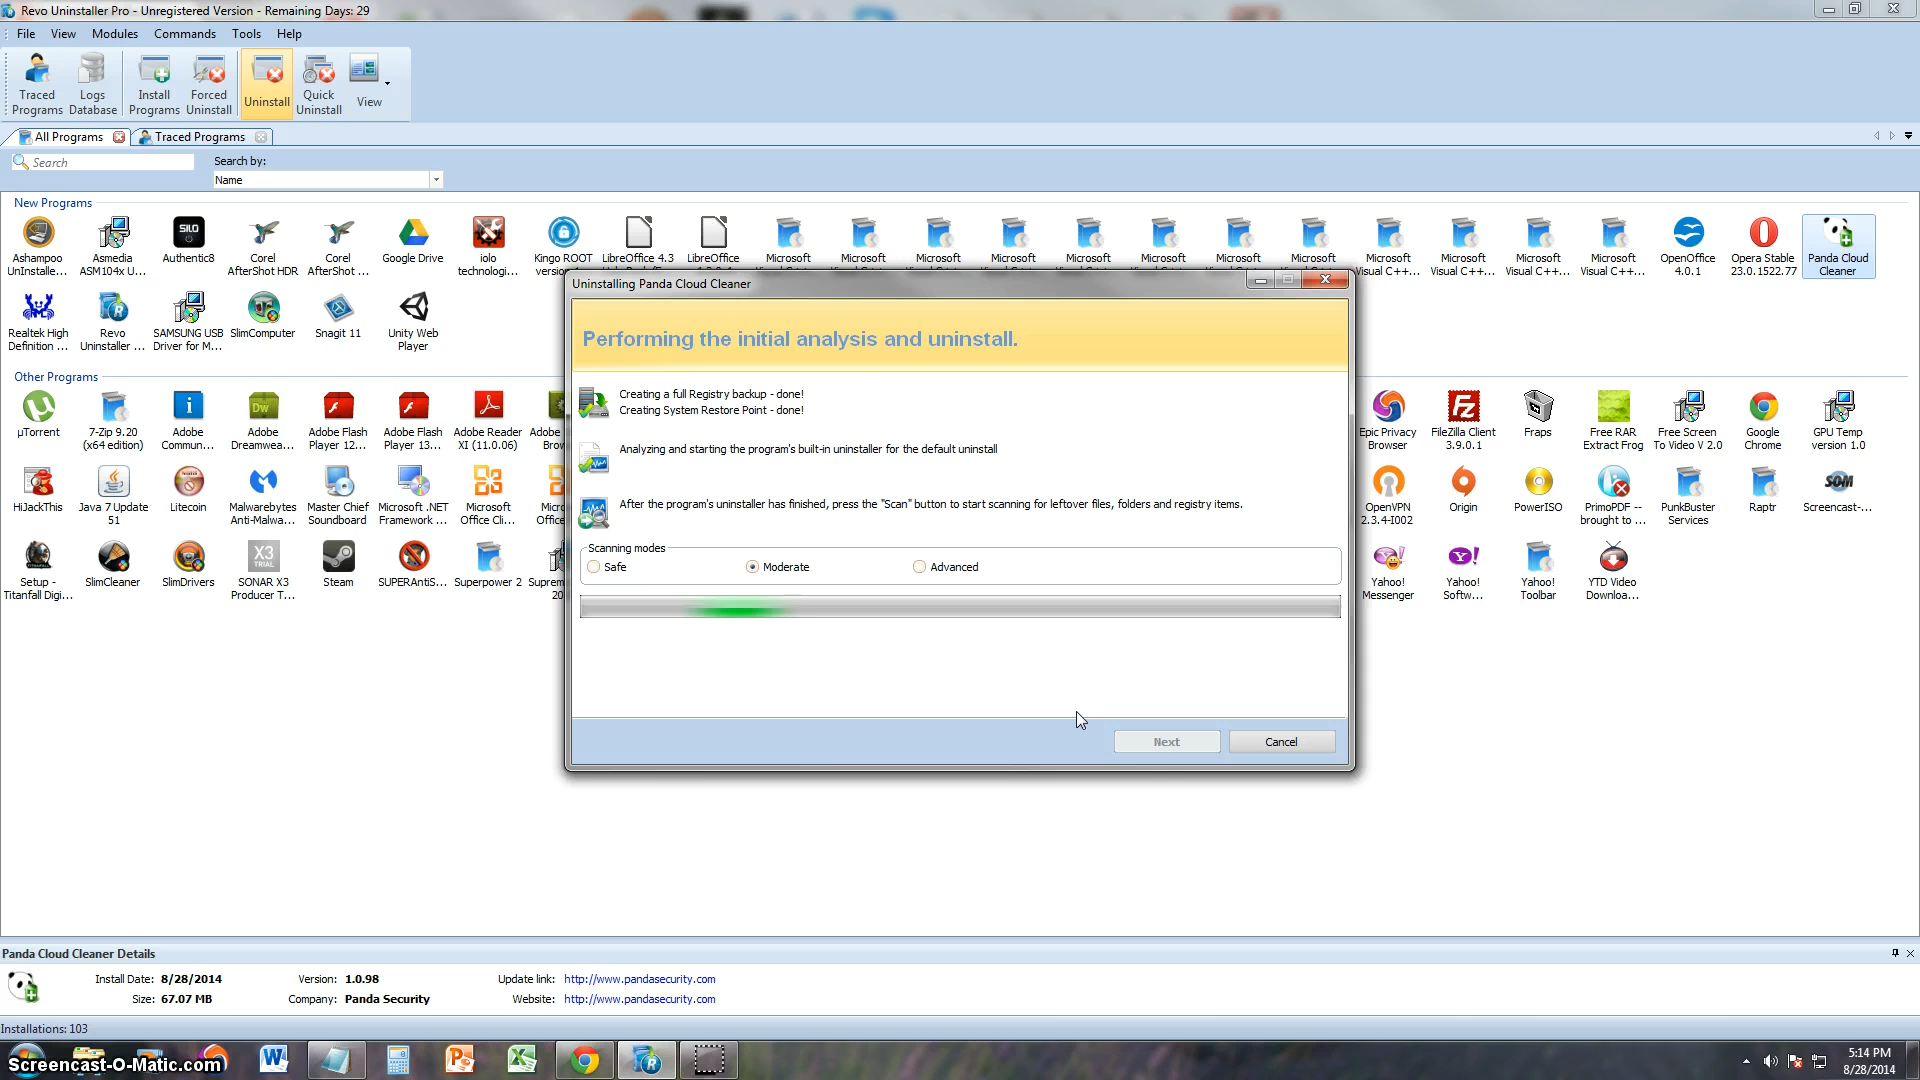 Revo Uninstaller Pro - Unregistered Version - Remaining Days: 29
File View Modules Commands Tools Help
Traced Programs
Logs Database
Install Programs
Forced Uninstall
Uninstall
Quick Uninstall
View
All Programs
Traced Programs
Search
Search by:
Name
New Programs
Ashampoo UnInstalle...
Asmedia ASM104x U...
SILO
Authentic8
Corel AfterShot HDR
Corel AfterShot ...
Google Drive
iolo technologi...
Kingo ROOT
LibreOffice 4.3
LibreOffice
Microsoft
Microsoft
Microsoft
Microsoft
Microsoft
Microsoft
Microsoft
Microsoft
Microsoft Visual C++...
Microsoft Visual C++...
Microsoft Visual C++...
Microsoft Visual C++...
OpenOffice 4.0.1
Opera Stable 23.0.1522.77
Panda Cloud Cleaner
Realtek High Definition ...
Revo Uninstaller ...
SAMSUNG USB Driver for M...
SlimComputer
Snagit 11
Unity Web Player
Other Programs
µTorrent
7-Zip 9.20 (x64 edition)
Adobe Commun...
Dw
Adobe Dreamwea...
Adobe Flash Player 12...
Adobe Flash Player 13...
Adobe Reader XI (11.0.06)
Adobe
Epic Privacy Browser
Fz
FileZilla Client 3.9.0.1
Fraps
Free RAR Extract Frog
Free Screen To Video V 2.0
Google Chrome
GPU Temp version 1.0
HiJackThis
Java 7 Update 51
Litecoin
Malwarebytes Anti-Malwa...
Master Chief Soundboard
Microsoft .NET Framework ...
Microsoft Office Cli...
OpenVPN 2.3.4-I002
Origin
PowerISO
PrimoPDF -- brought to ...
PunkBuster Services
Raptr
SOM
Screencast-...
Setup - Titanfall Digi...
SlimCleaner
SlimDrivers
X3 TRIAL
SONAR X3 Producer T...
Steam
SUPERAntiS...
Superpower 2
Yahoo! Messenger
Yahoo! Softw...
Yahoo! Toolbar
YTD Video Downloa...
Uninstalling Panda Cloud Cleaner
Performing the initial analysis and uninstall.
Creating a full Registry backup - done!
Creating System Restore Point - done!
Analyzing and starting the program's built-in uninstaller for the default uninstall
After the program's uninstaller has finished, press the "Scan" button to start scanning for leftover files, folders and registry items.
Scanning modes
Safe Moderate Advanced
Next Cancel
Panda Cloud Cleaner Details
Install Date: 8/28/2014 Version: 1.0.98 Update link: http://www.pandasecurity.com
Size: 67.07 MB Company: Panda Security Website: http://www.pandasecurity.com
Installations: 103
Screencast-O-Matic.com
5:14 PM
8/28/2014